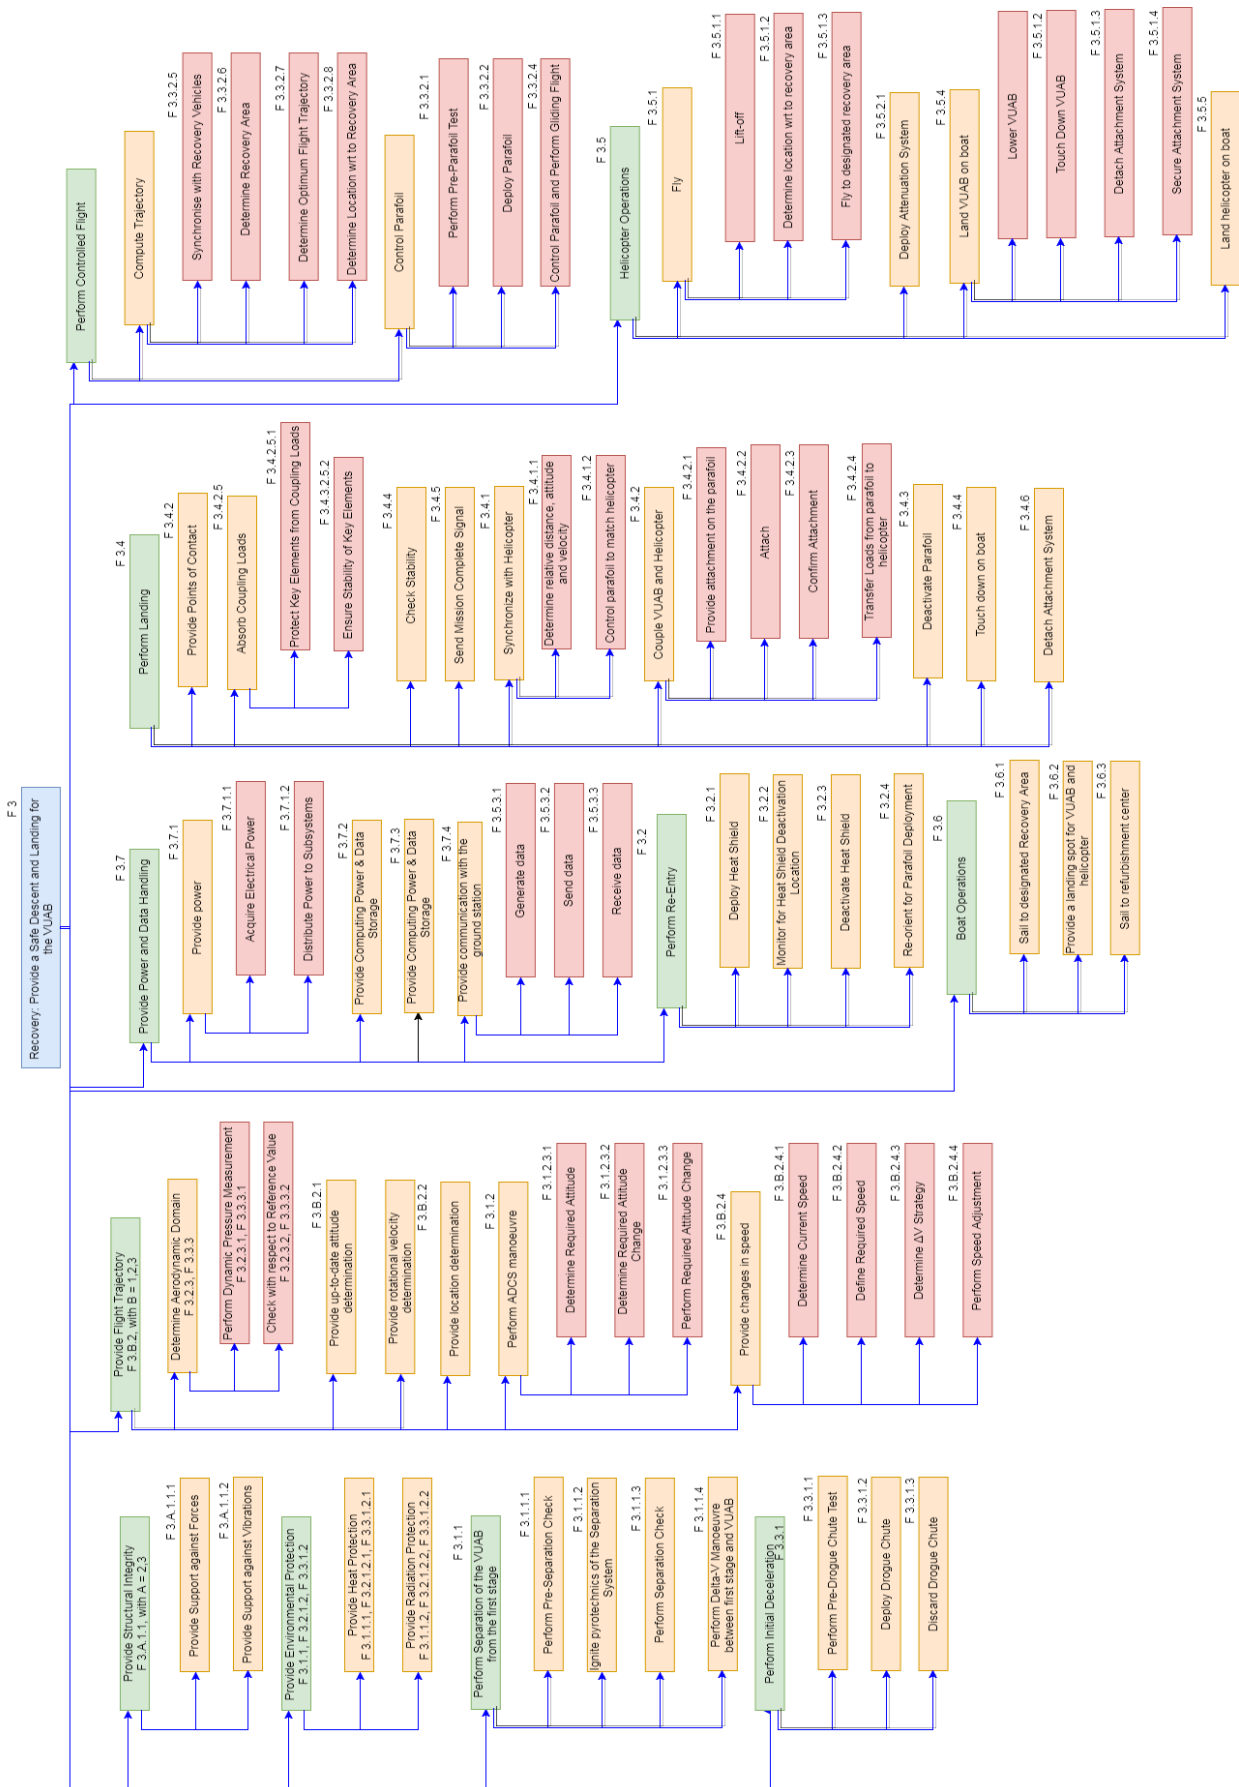 F 3
Recovery: Provide a Safe Descent and Landing for
the VUAB
Provide Structural Integrity
F 3.A.1.1, with A = 2,3
F 3.A.1.1.1
Provide Support against Forces
F 3.A.1.1.2
Provide Support against Vibrations
Provide Environmental Protection
F 3.1.1, F 3.2.1.2, F 3.3.1.2
Provide Heat Protection
F 3.1.1.1, F 3.2.1.2.1, F 3.3.1.2.1
Provide Radiation Protection
F 3.1.1.2, F 3.2.1.2.2, F 3.3.1.2.2
F 3.1.1
Perform Separation of the VUAB
from the first stage
F 3.1.1.1
Perform Pre-Separation Check
F 3.1.1.2
Ignite pyrotechnics of the Separation
System
F 3.1.1.3
Perform Separation Check
F 3.1.1.4
Perform Delta-V Manoeuvre
between first stage and VUAB
F 3.3.1
Perform Initial Deceleration
F 3.3.1.1
Perform Pre-Drogue Chute Test
F 3.3.1.2
Deploy Drogue Chute
F 3.3.1.3
Discard Drogue Chute
Provide Flight Trajectory
F 3.B.2, with B = 1,2,3
Determine Aerodynamic Domain
F 3.2.3, F 3.3.3
Perform Dynamic Pressure Measurement
F 3.2.3.1, F 3.3.3.1
Check with respect to Reference Value
F 3.2.3.2, F 3.3.3.2
F 3.B.2.1
Provide up-to-date attitude
determination
Provide rotational velocity
determination
F 3.B.2.2
Provide location determination
F 3.1.2
Perform ADCS manoeuvre
F 3.1.2.3.1
Determine Required Attitude
F 3.1.2.3.2
Determine Required Attitude
Change
F 3.1.2.3.3
Perform Required Attitude Change
F 3.B.2.4
Provide changes in speed
F 3.B.2.4.1
Determine Current Speed
F 3.B.2.4.2
Define Required Speed
F 3.B.2.4.3
Determine ΔV Strategy
F 3.B.2.4.4
Perform Speed Adjustment
F 3.7
Provide Power and Data Handling
F 3.7.1
Provide power
F 3.7.1.1
Acquire Electrical Power
F 3.7.1.2
Distribute Power to Subsystems
F 3.7.2
Provide Computing Power & Data
Storage
F 3.7.3
Provide Computing Power & Data
Storage
F 3.7.4
Provide communication with the
ground station
F 3.5.3.1
Generate data
F 3.5.3.2
Send data
F 3.5.3.3
Receive data
F 3.2
Perform Re-Entry
F 3.2.1
Deploy Heat Shield
F 3.2.2
Monitor for Heat Shield Deactivation
Location
F 3.2.3
Deactivate Heat Shield
F 3.2.4
Re-orient for Parafoil Deployment
F 3.6
Boat Operations
F 3.6.1
Sail to designated Recovery Area
F 3.6.2
Provide a landing spot for VUAB and
helicopter
F 3.6.3
Sail to refurbishment center
F 3.4
Perform Landing
F 3.4.2
Provide Points of Contact
F 3.4.2.5
Absorb Coupling Loads
F 3.4.2.5.1
Protect Key Elements from Coupling Loads
F 3.4.3.2.5.2
Ensure Stability of Key Elements
F 3.4.4
Check Stability
F 3.4.5
Send Mission Complete Signal
F 3.4.1
Synchronize with Helicopter
F 3.4.1.1
Determine relative distance, attitude
and velocity
F 3.4.1.2
Control parafoil to match helicopter
F 3.4.2
Couple VUAB and Helicopter
F 3.4.2.1
Provide attachment on the parafoil
F 3.4.2.2
Attach
F 3.4.2.3
Confirm Attachment
F 3.4.2.4
Transfer Loads from parafoil to
helicopter
F 3.4.3
Deactivate Parafoil
F 3.4.4
Touch down on boat
F 3.4.6
Detach Attachment System
Perform Controlled Flight
Compute Trajectory
F 3.3.2.5
Synchronise with Recovery Vehicles
F 3.3.2.6
Determine Recovery Area
F 3.3.2.7
Determine Optimum Flight Trajectory
F 3.3.2.8
Determine Location wrt to Recovery Area
Control Parafoil
F 3.3.2.1
Perform Pre-Parafoil Test
F 3.3.2.2
Deploy Parafoil
F 3.3.2.4
Control Parafoil and Perform Gliding Flight
F 3.5
Helicopter Operations
F 3.5.1
Fly
F 3.5.1.1
Lift-off
F 3.5.1.2
Determine location wrt to recovery area
F 3.5.1.3
Fly to designated recovery area
F 3.5.2.1
Deploy Attenuation System
F 3.5.4
Land VUAB on boat
Lower VUAB
F 3.5.1.2
Touch Down VUAB
F 3.5.1.3
Detach Attachment System
F 3.5.1.4
Secure Attachment System
F 3.5.5
Land helicopter on boat